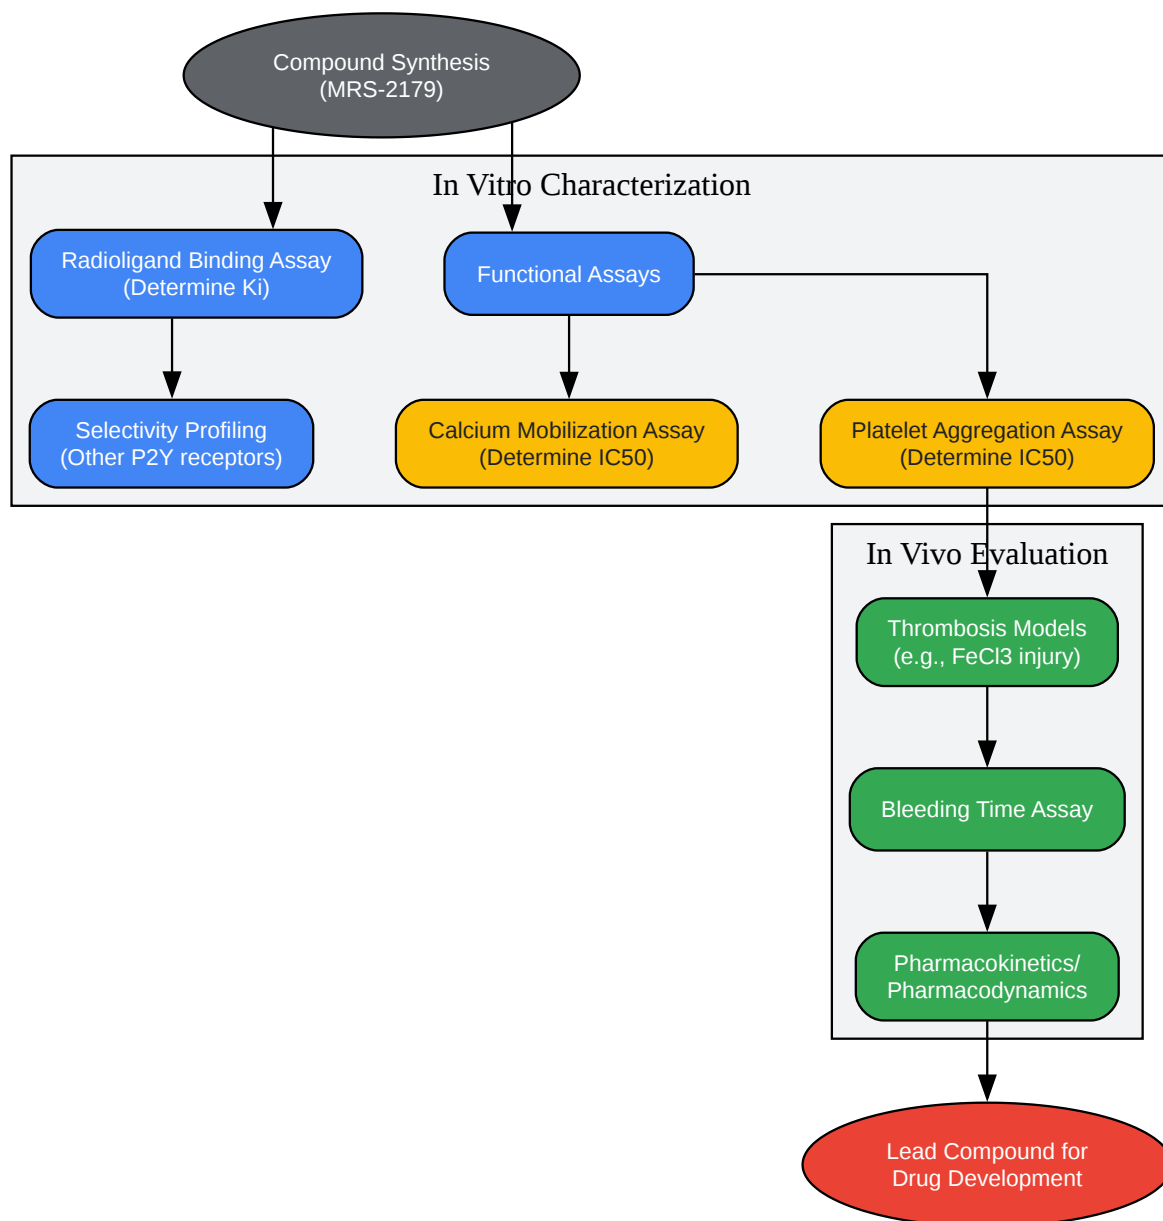 Compound Synthesis
(MRS-2179)
In Vitro Characterization
Radioligand Binding Assay
(Determine Ki)
Functional Assays
Selectivity Profiling
(Other P2Y receptors)
Calcium Mobilization Assay
(Determine IC50)
Platelet Aggregation Assay
(Determine IC50)
In Vivo Evaluation
Thrombosis Models
(e.g., FeCl3 injury)
Bleeding Time Assay
Pharmacokinetics/
Pharmacodynamics
Lead Compound for
Drug Development